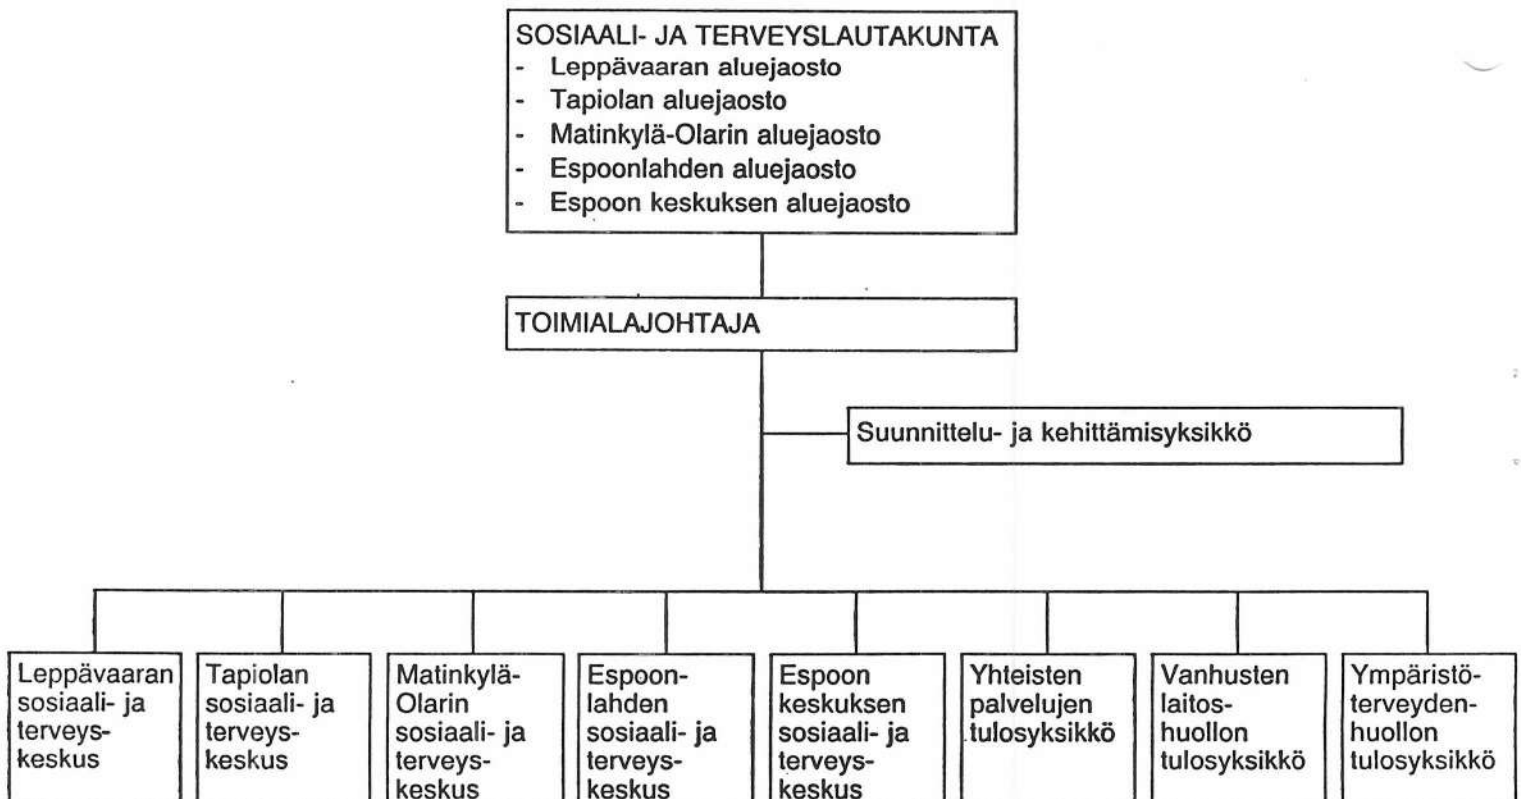 SOSIAALI- JA TERVEYSLAUTAKUNTA
- Leppävaaran aluejaosto
- Tapiolan aluejaosto
- Matinkylä-Olarin aluejaosto
- Espoonlahden aluejaosto
- Espoon keskuksen aluejaosto
TOIMIALAJOHTAJA
Suunnittelu- ja kehittämisyksikkö
Leppävaaran
sosiaali- ja
terveys-
keskus
Tapiolan
sosiaali- ja
terveys-
keskus
Matinkylä-
Olarin
sosiaali- ja
terveys-
keskus
Espoon-
lahden
sosiaali- ja
terveys-
keskus
Espoon
keskuksen
sosiaali- ja
terveys-
keskus
Yhteisten
palvelujen
tulosyksikkö
Vanhusten
laitos-
huollon
tulosyksikkö
Ympäristö-
terveyden-
huollon
tulosyksikkö